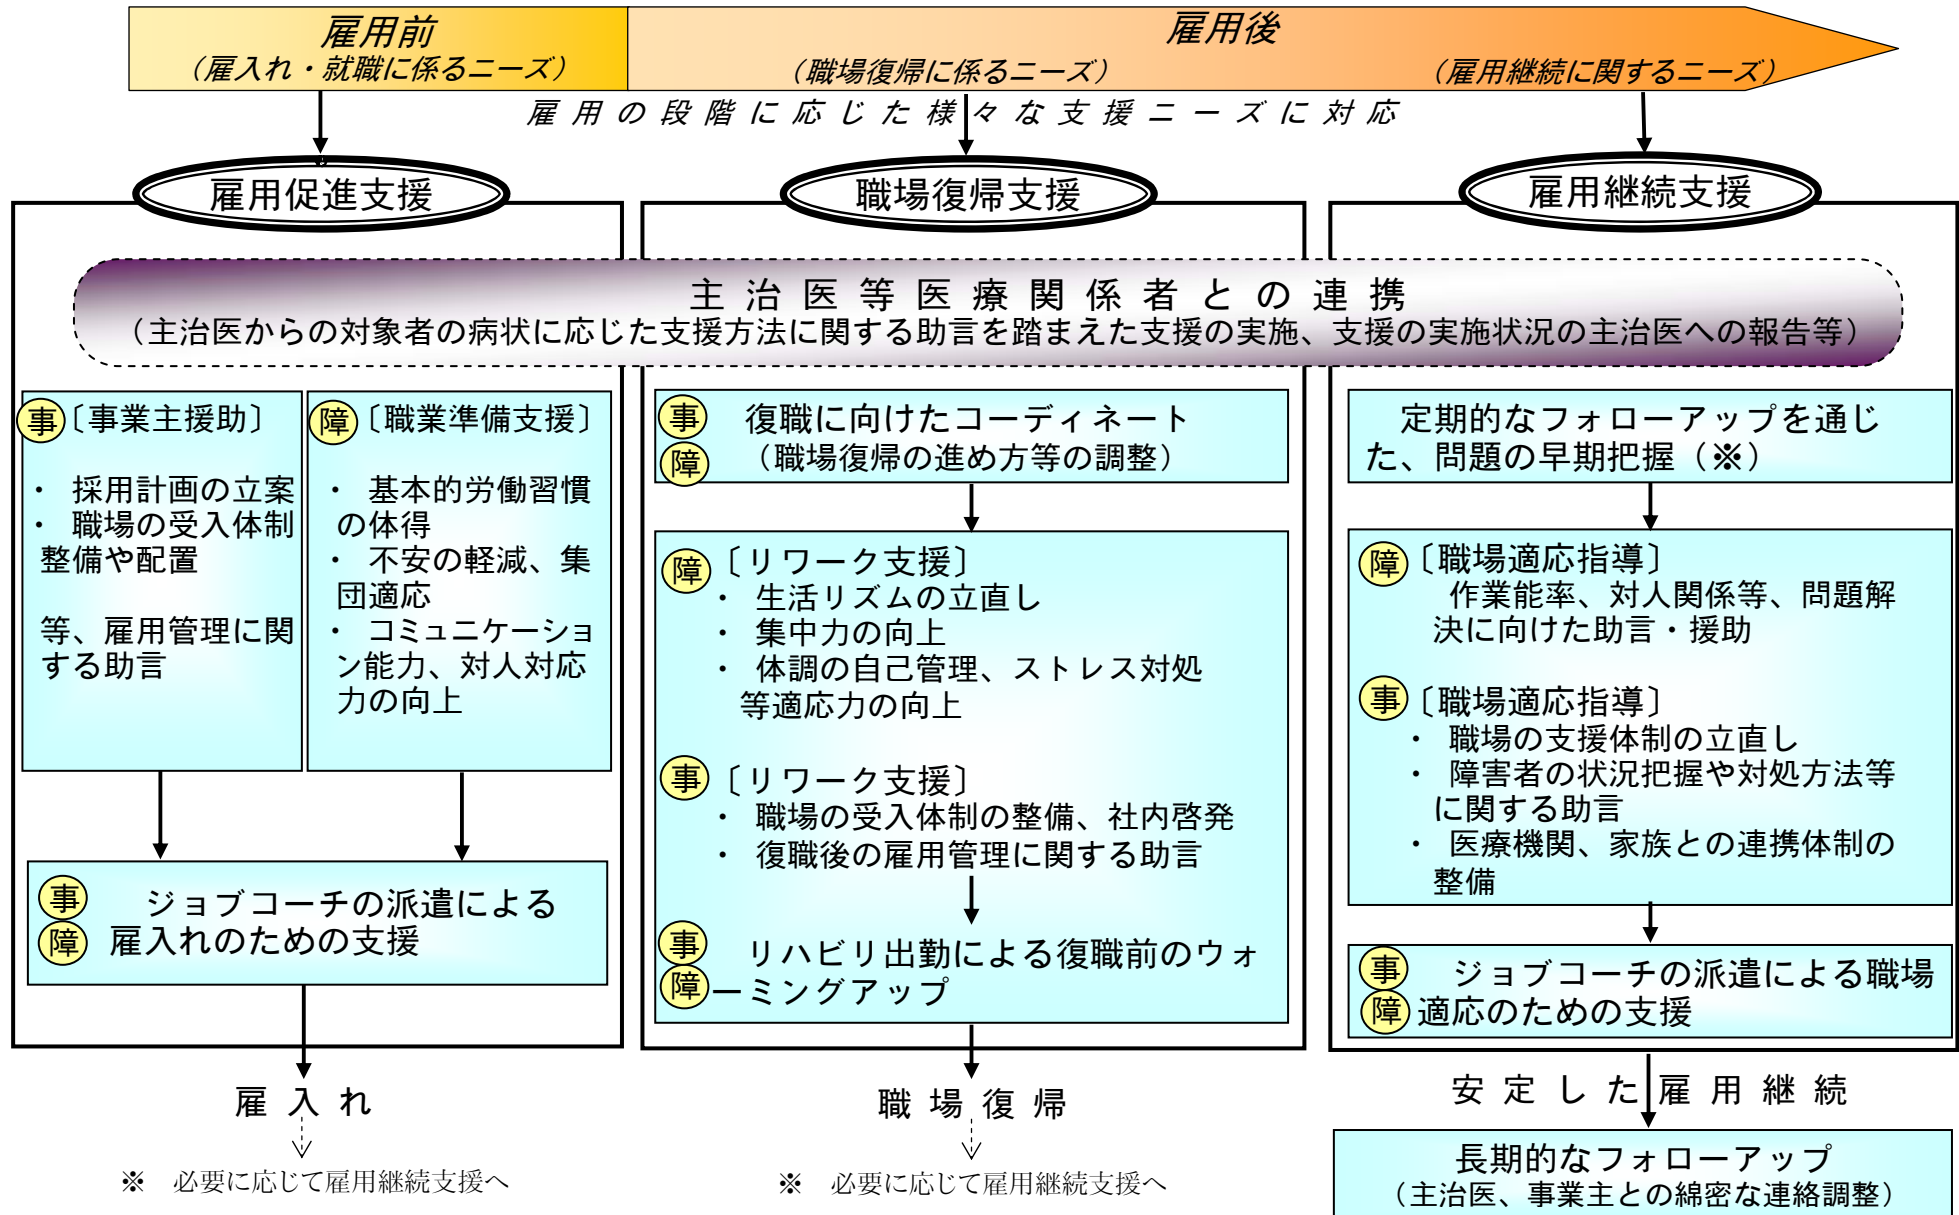 雇用前
（雇入れ・就職に係るニーズ）
雇用後
（職場復帰に係るニーズ）
（雇用継続に関するニーズ）
雇用の段階に応じた様々な支援ニーズに対応
雇用促進支援
職場復帰支援
雇用継続支援
主治医等医療関係者との連携
（主治医からの対象者の病状に応じた支援方法に関する助言を踏まえた支援の実施、支援の実施状況の主治医への報告等）
事
〔事業主援助〕
・ 採用計画の立案
・ 職場の受入体制
整備や配置
等、雇用管理に関
する助言
障
〔職業準備支援〕
・ 基本的労働習慣
の体得
・ 不安の軽減、集
団適応
・ コミュニケーショ
ン能力、対人対応
力の向上
事
障
ジョブコーチの派遣による
雇入れのための支援
雇入れ
※ 必要に応じて雇用継続支援へ
事
障
復職に向けたコーディネート
（職場復帰の進め方等の調整）
障
〔リワーク支援〕
・ 生活リズムの立直し
・ 集中力の向上
・ 体調の自己管理、ストレス対処
等適応力の向上
事
〔リワーク支援〕
・ 職場の受入体制の整備、社内啓発
・ 復職後の雇用管理に関する助言
事
障
リハビリ出勤による復職前のウォ
ーミングアップ
職場復帰
※ 必要に応じて雇用継続支援へ
定期的なフォローアップを通じ
た、問題の早期把握（※）
障
〔職場適応指導〕
作業能率、対人関係等、問題解
決に向けた助言・援助
事
〔職場適応指導〕
・ 職場の支援体制の立直し
・ 障害者の状況把握や対処方法等
に関する助言
・ 医療機関、家族との連携体制の
整備
事
障
ジョブコーチの派遣による職場
適応のための支援
安定した雇用継続
長期的なフォローアップ
（主治医、事業主との綿密な連絡調整）